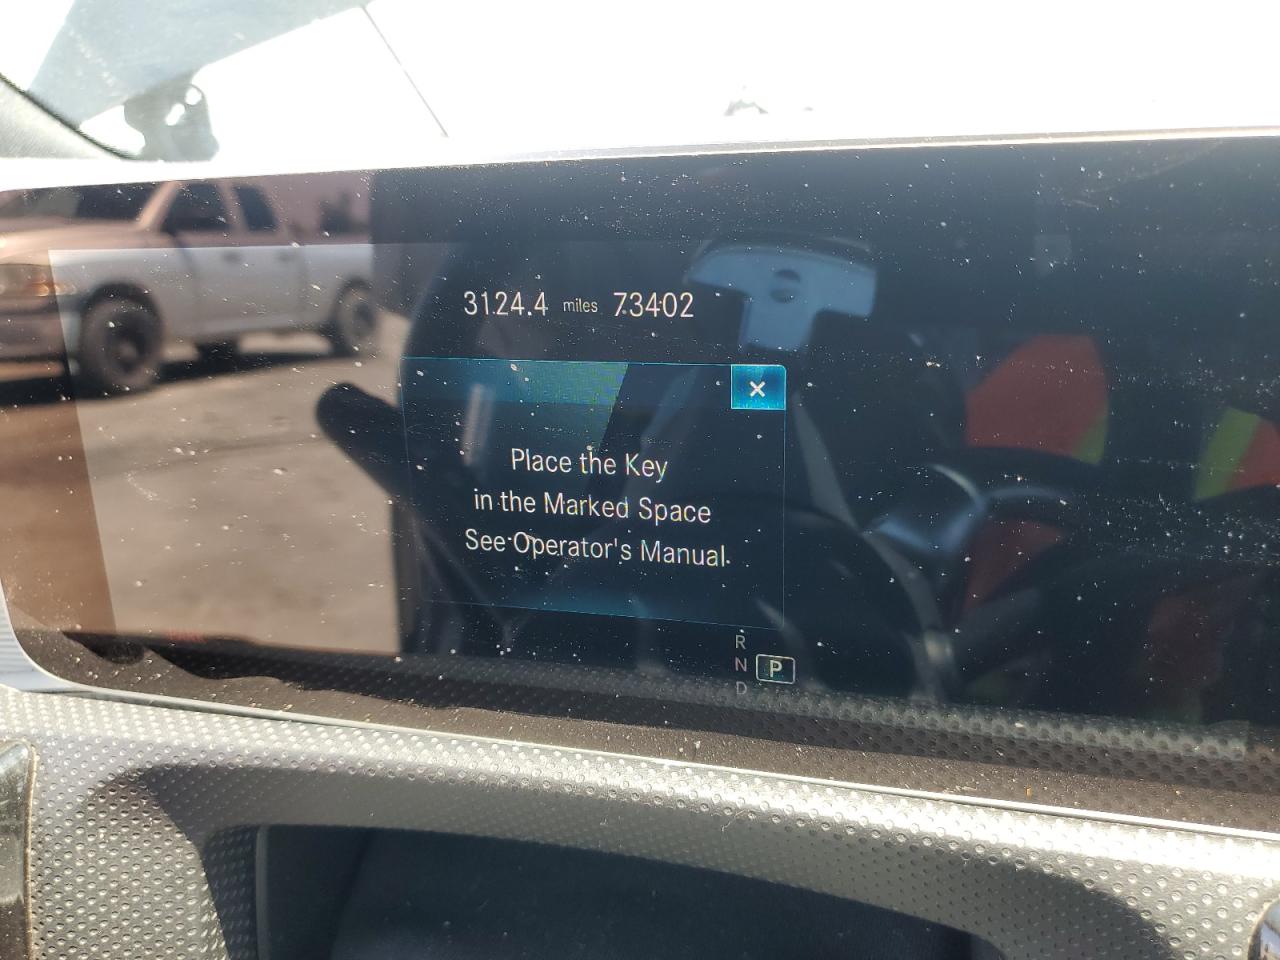 3124.4 miles 73402
X
Place the Key
in the Marked Space
See Operator's Manual
R
N P
D